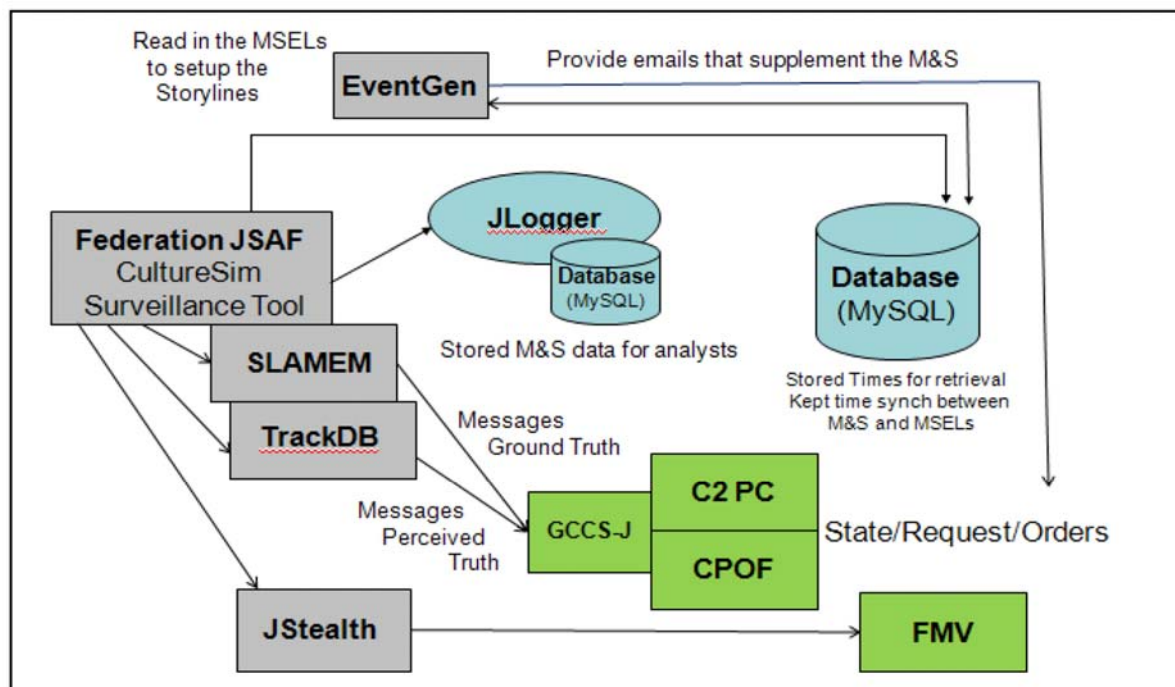 Read in the MSELs
to setup the
Storylines
EventGen
Provide emails that supplement the M&S
Federation JSAF
CultureSim
Surveillance Tool
JLogger
Database
(MySQL)
Stored M&S data for analysts
Database
(MySQL)
Stored Times for retrieval
Kept time synch between
M&S and MSELs
SLAMEM
TrackDB
Messages
Ground Truth
Messages
Perceived
Truth
GCCS-J
C2 PC
CPOF
State/Request/Orders
JStealth
FMV